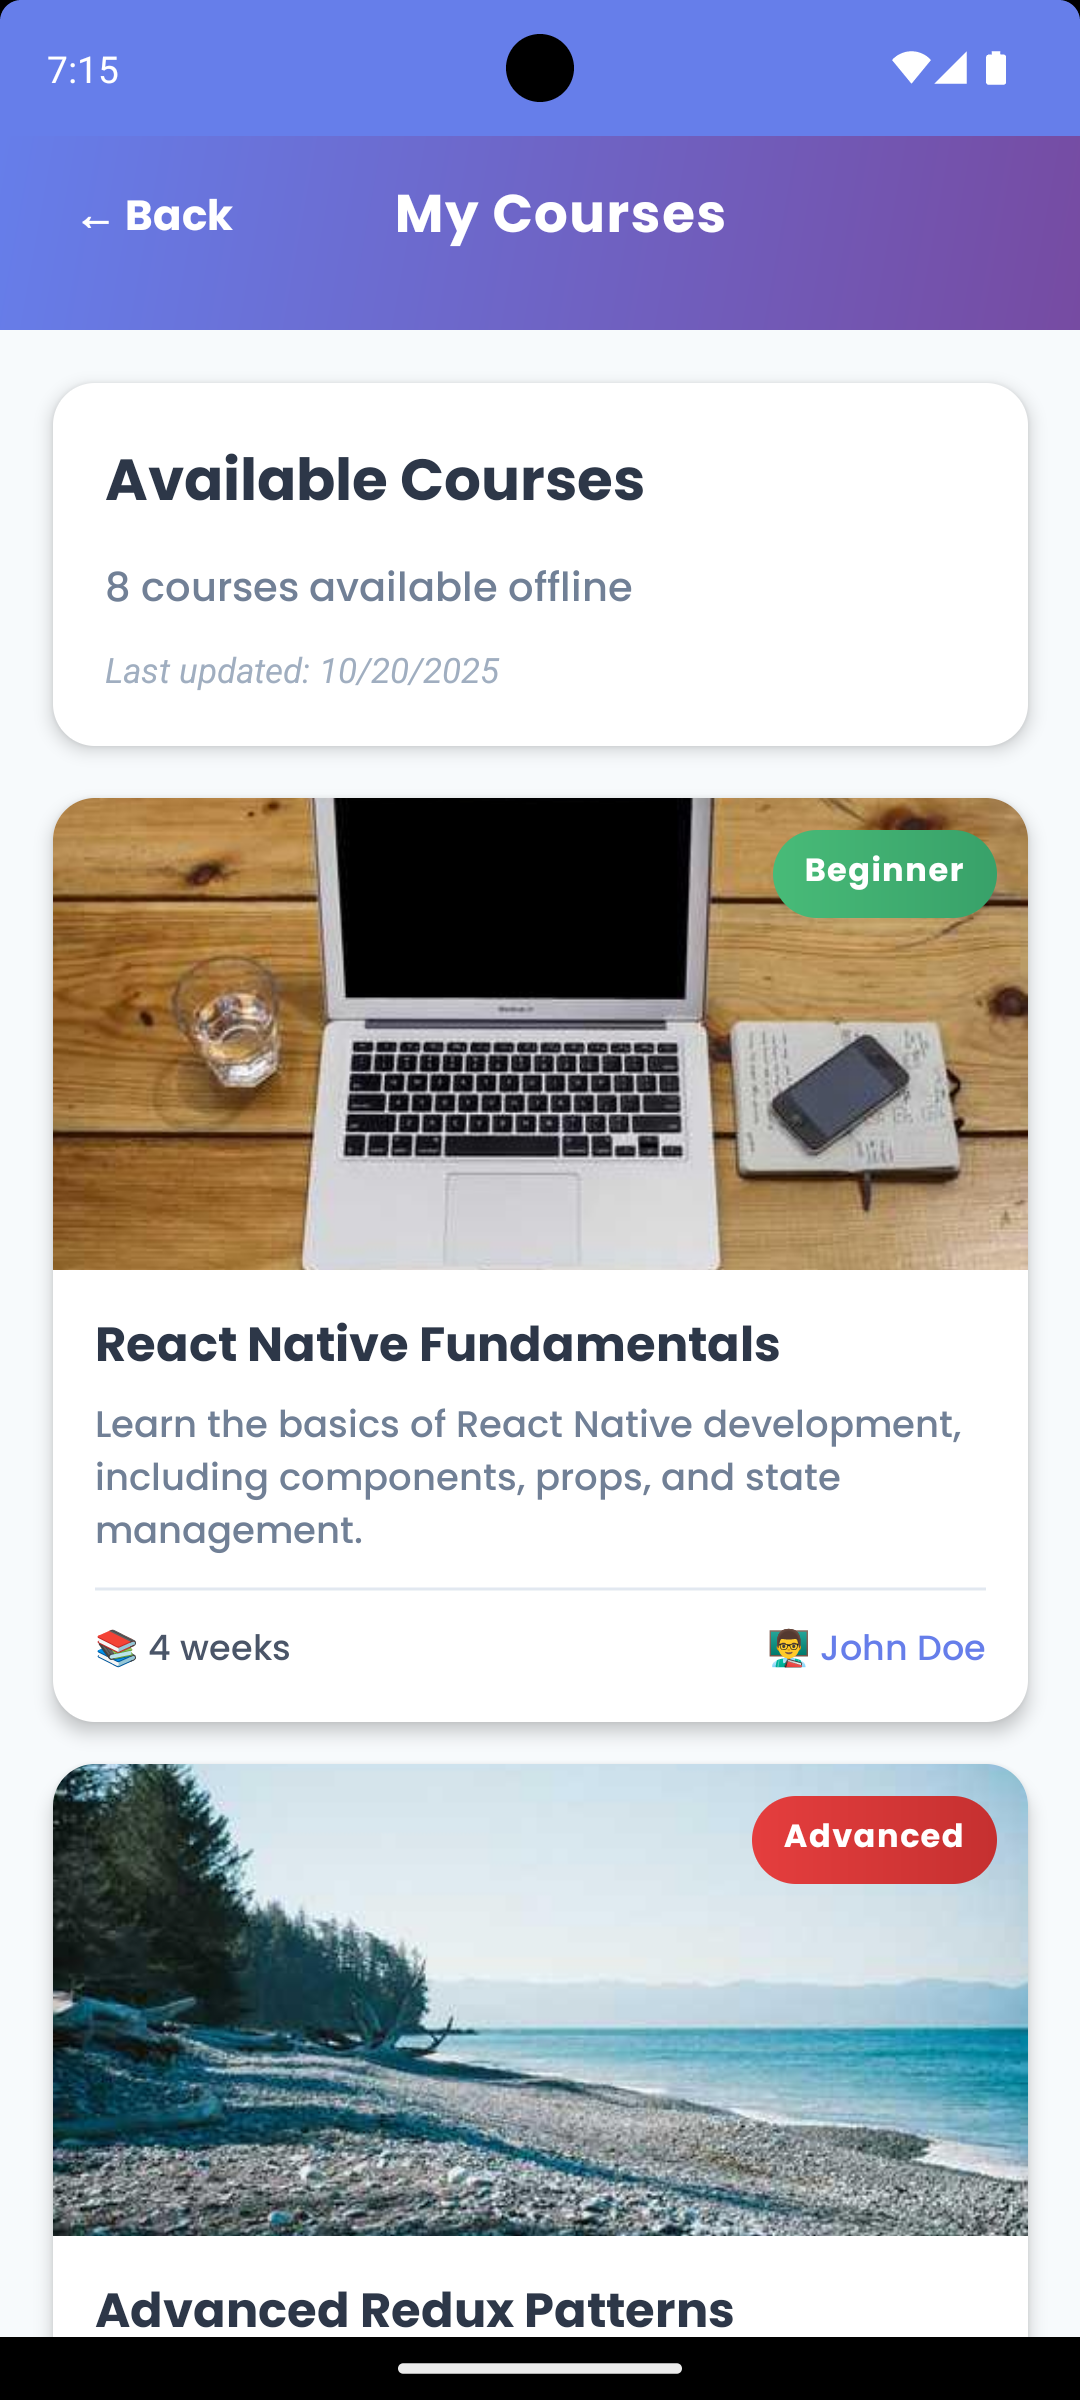 7:15
← Back
My Courses
Available Courses
8 courses available offline
Last updated: 10/20/2025
Beginner
React Native Fundamentals
Learn the basics of React Native development,
including components, props, and state
management.
4 weeks
John Doe
Advanced
Advanced Redux Patterns